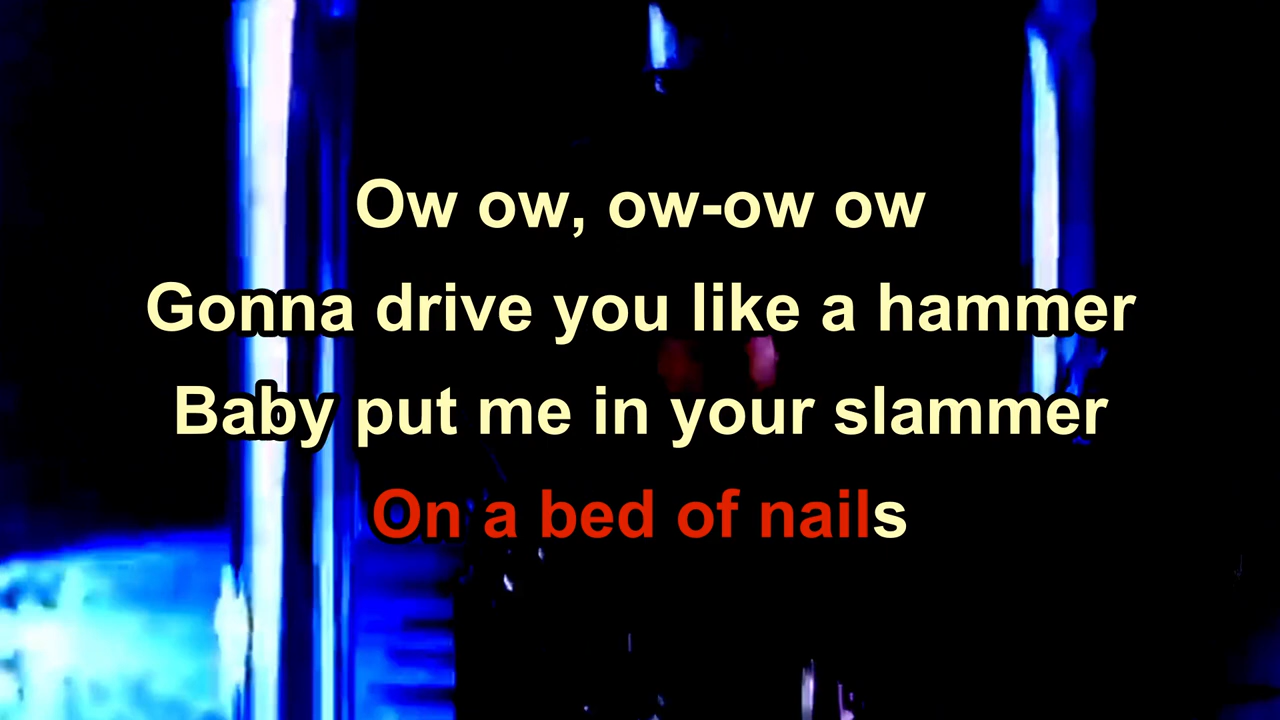 Ow ow, ow-ow ow
Gonna drive you like a hammer
Baby put me in your slammer
On a bed of nails